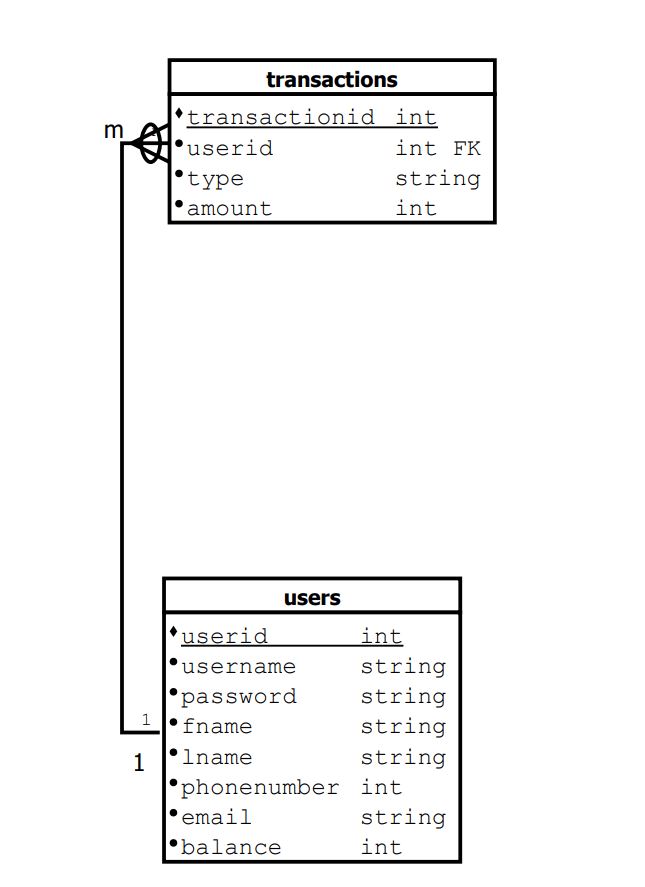 transactions
transactionid int
m
userid int FK
type string
amount int
users
userid int
username string
password string
1
fname string
lname string
1
phonenumber int
email string
balance int